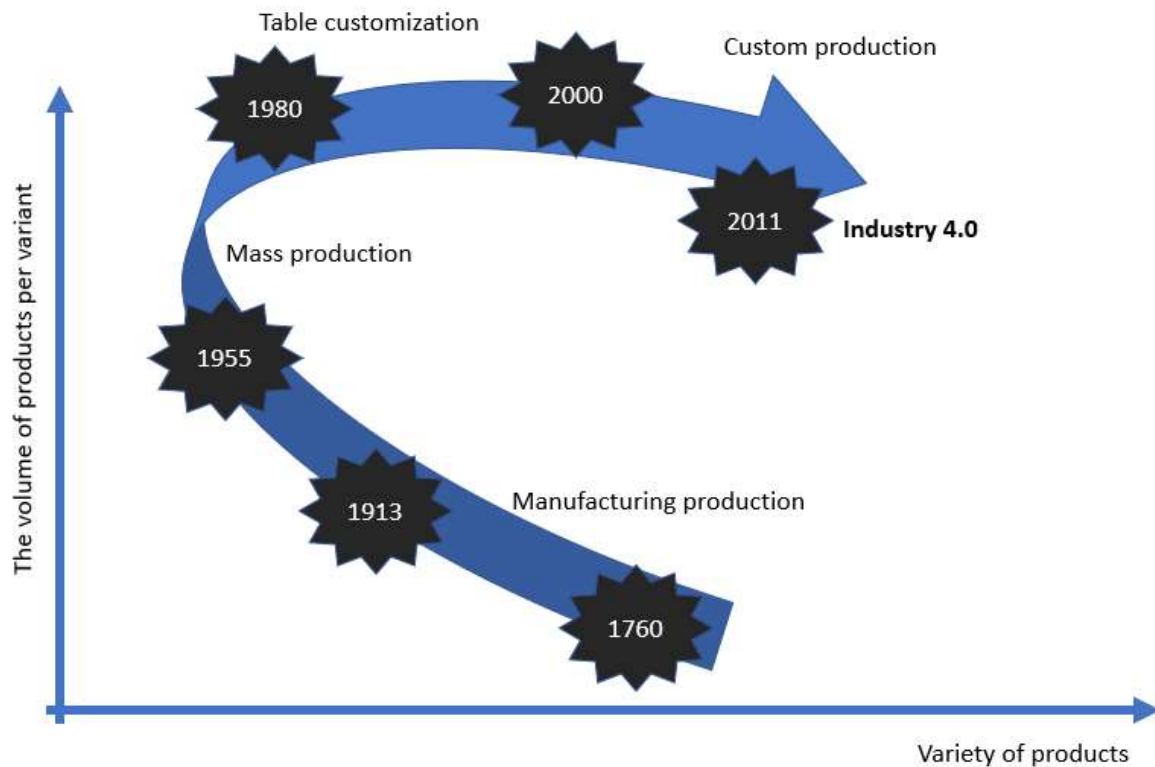 Table customization
Custom production
1980
2000
2011
Industry 4.0
Mass production
1955
1913
Manufacturing production
1760
The volume of products per variant
Variety of products